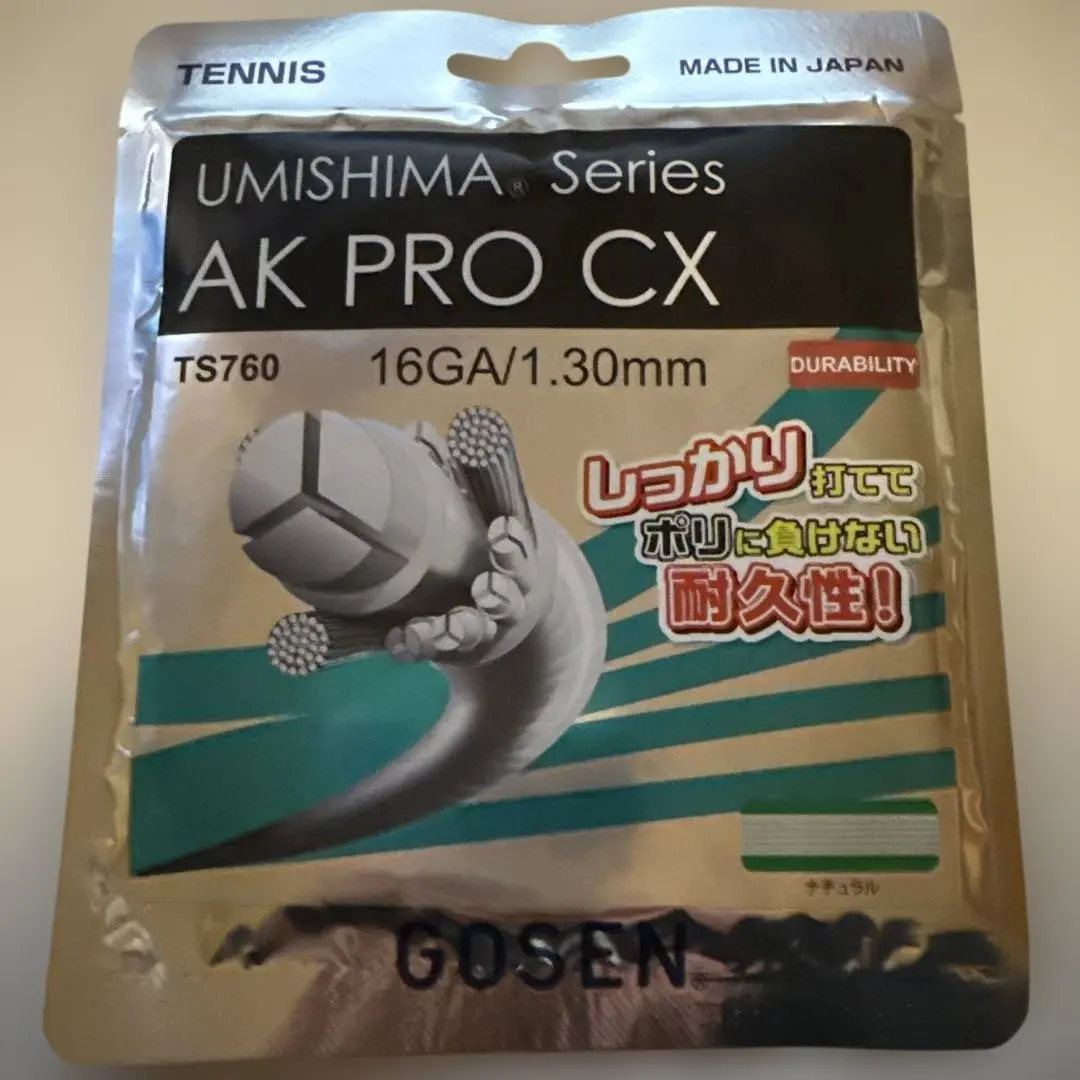 TENNIS
MADE IN JAPAN
UMISHIMA® Series
AK PRO CX
TS760 16GA/1.30mm
DURABILITY
しっかり打てて
ポリに負けない
耐久性!
ナチュラル
GOSEN®